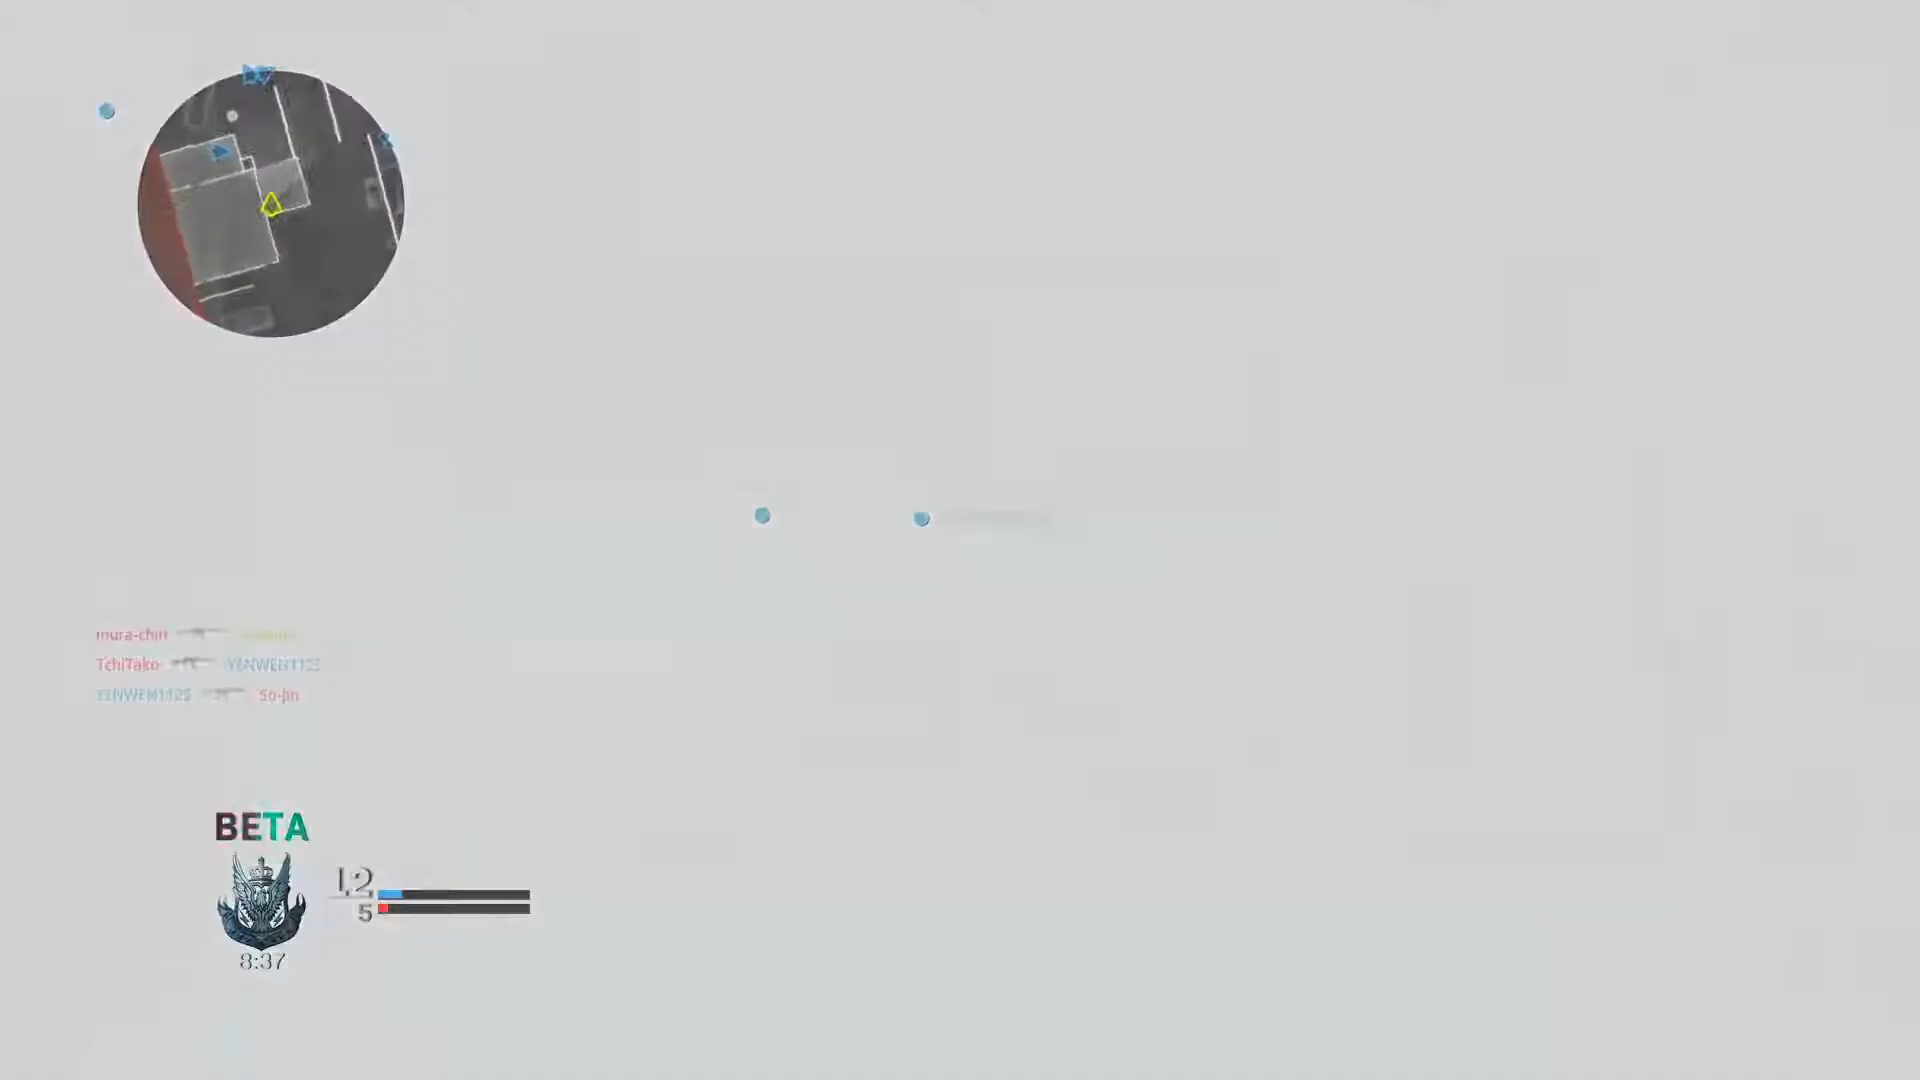 mura-chin
TchiTako YENWEN1125
YENWEN1125 So-jin
BETA
12
5
8:37